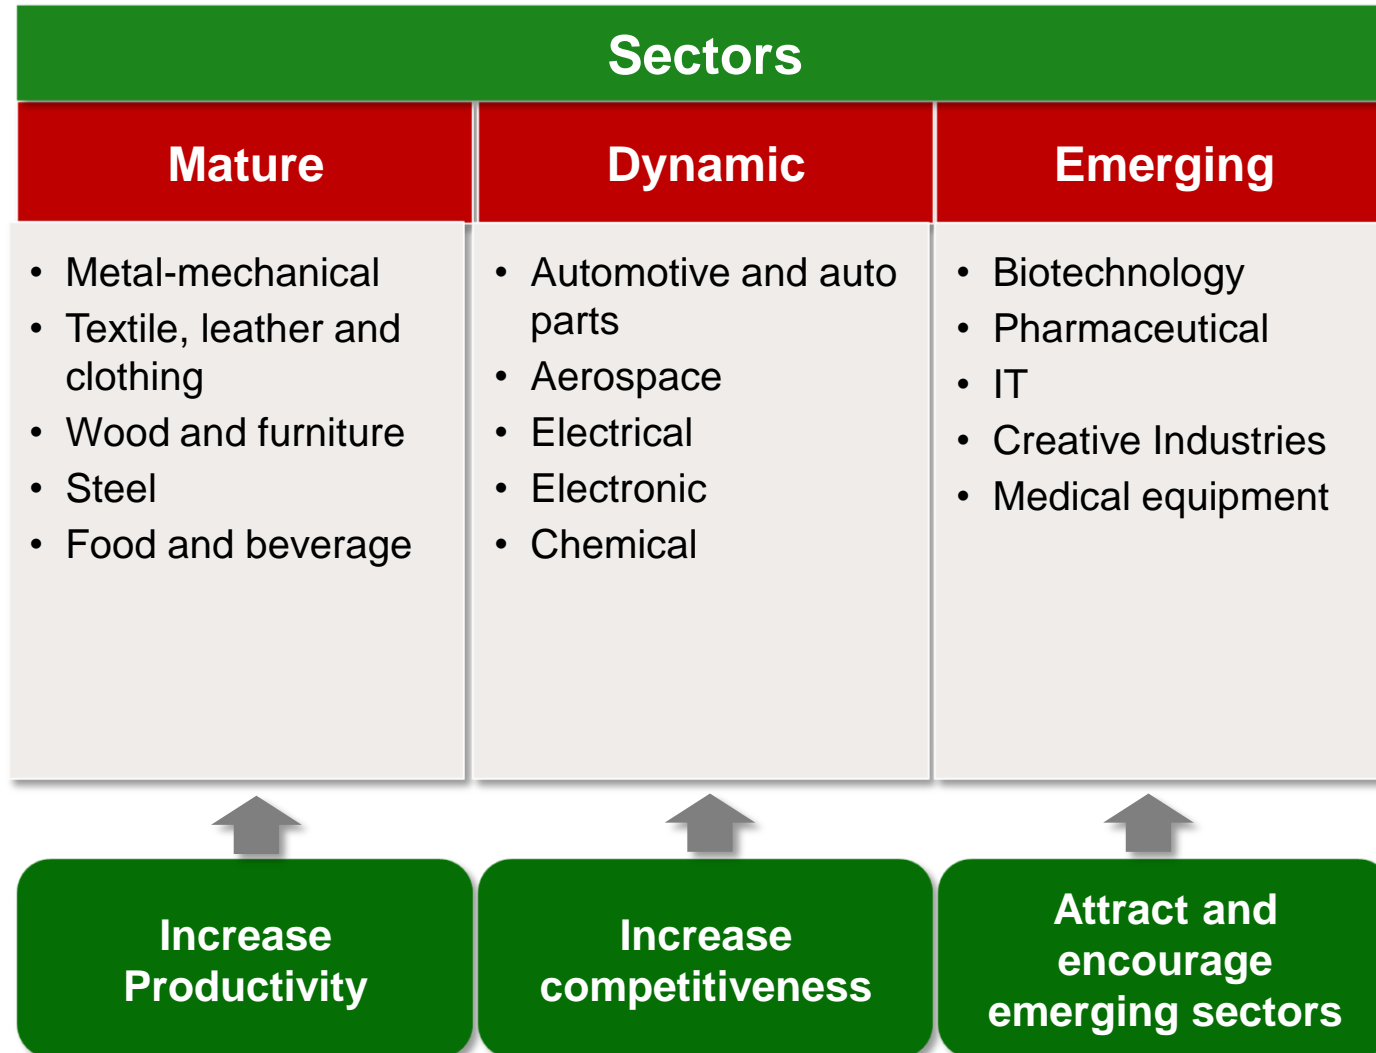 Sectors
Mature
Dynamic
Emerging
• Metal-mechanical
• Textile, leather and
clothing
• Wood and furniture
• Steel
• Food and beverage
• Automotive and auto
parts
• Aerospace
• Electrical
• Electronic
• Chemical
• Biotechnology
• Pharmaceutical
• IT
• Creative Industries
• Medical equipment
Increase
Productivity
Increase
competitiveness
Attract and
encourage
emerging sectors